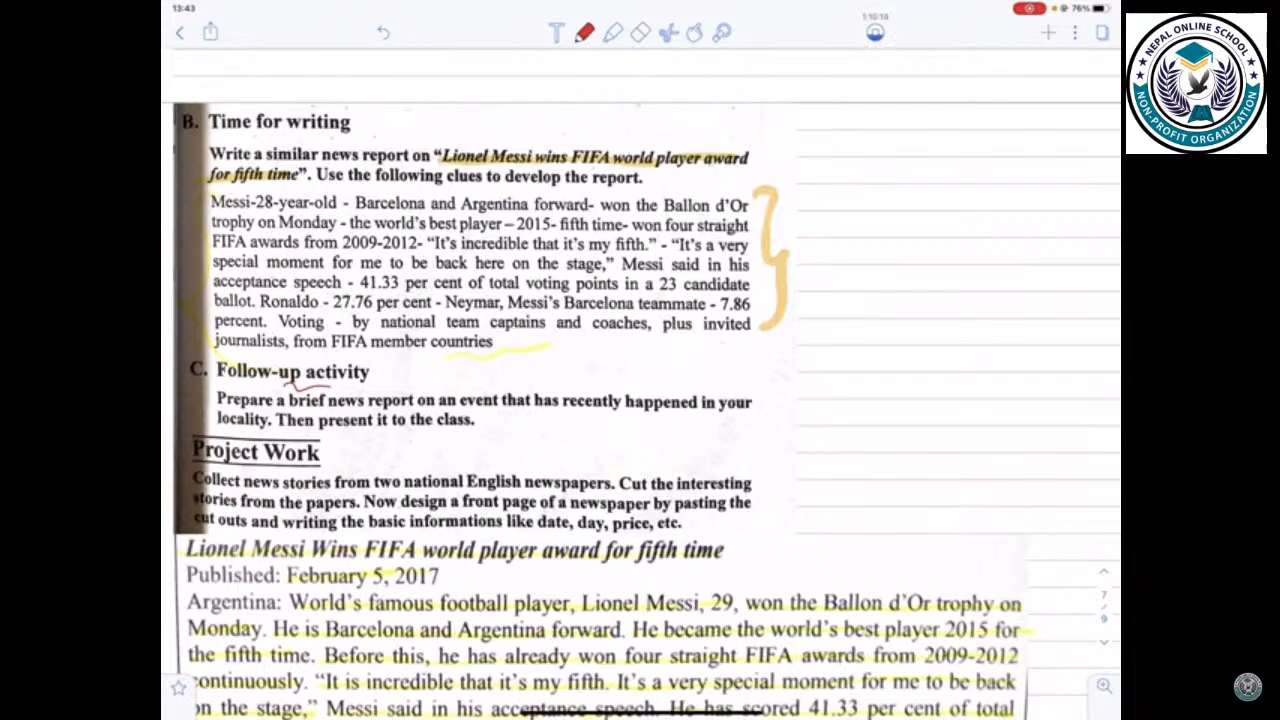 13:43
76%
1:10:18
NEPAL ONLINE SCHOOL
NON-PROFIT ORGANIZATION
B. Time for writing
Write a similar news report on “Lionel Messi wins FIFA world player award
for fifth time”. Use the following clues to develop the report.
Messi-28-year-old - Barcelona and Argentina forward- won the Ballon d’Or
trophy on Monday - the world’s best player – 2015- fifth time- won four straight
FIFA awards from 2009-2012- “It’s incredible that it’s my fifth.” - “It’s a very
special moment for me to be back here on the stage,” Messi said in his
acceptance speech - 41.33 per cent of total voting points in a 23 candidate
ballot. Ronaldo - 27.76 per cent - Neymar, Messi’s Barcelona teammate - 7.86
percent. Voting - by national team captains and coaches, plus invited
journalists, from FIFA member countries
C. Follow-up activity
Prepare a brief news report on an event that has recently happened in your
locality. Then present it to the class.
Project Work
Collect news stories from two national English newspapers. Cut the interesting
stories from the papers. Now design a front page of a newspaper by pasting the
cut outs and writing the basic informations like date, day, price, etc.
Lionel Messi Wins FIFA world player award for fifth time
Published: February 5, 2017
Argentina: World’s famous football player, Lionel Messi, 29, won the Ballon d’Or trophy on
Monday. He is Barcelona and Argentina forward. He became the world’s best player 2015 for
the fifth time. Before this, he has already won four straight FIFA awards from 2009-2012
continuously. “It is incredible that it’s my fifth. It’s a very special moment for me to be back
on the stage,” Messi said in his acceptance speech. He has scored 41.33 per cent of total
7
/
9